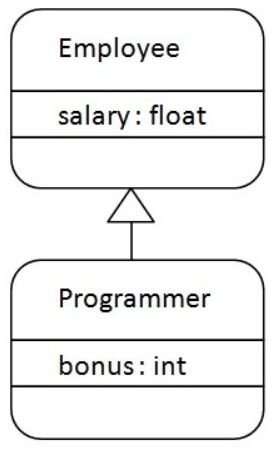 Employee
salary: float
Programmer
bonus: int